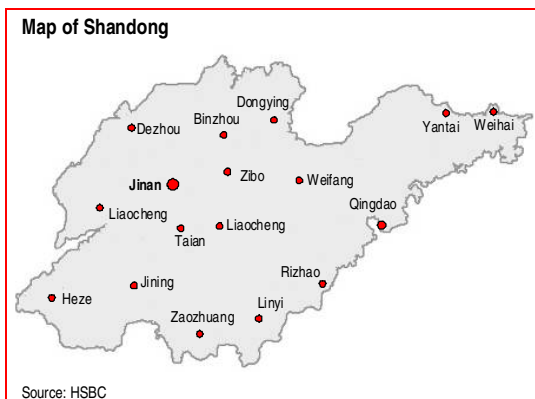 Map of Shandong
Dongying
Binzhou
Dezhou
Yantai
Weihai
Zibo
Weifang
Jinan
Qingdao
Liaocheng
Liaocheng
Taian
Rizhao
Jining
Heze
Linyi
Zaozhuang
Source: HSBC